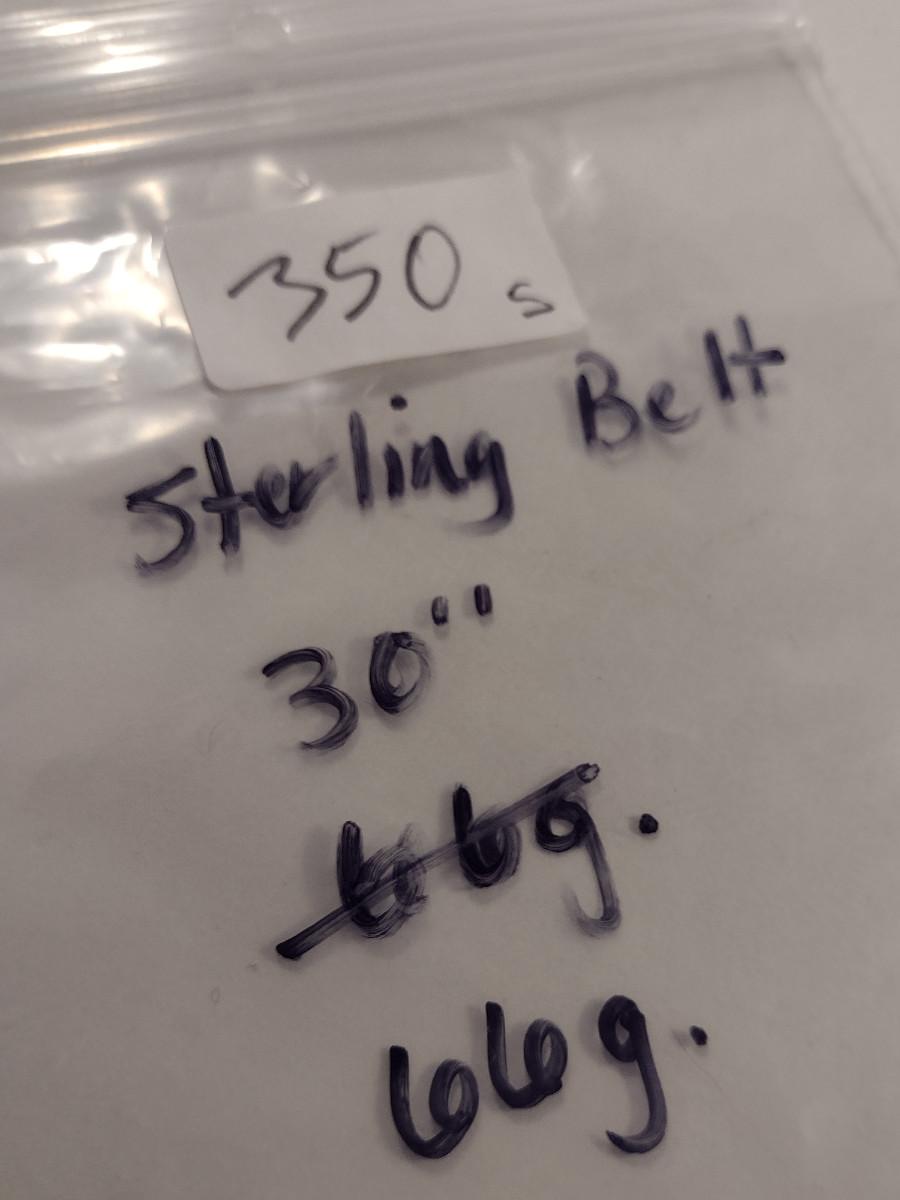 350 s
Sterling Belt
30"
66g.
66g.